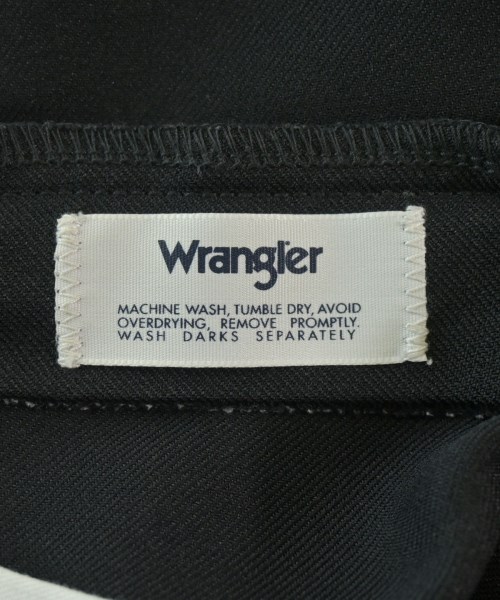 Wrangler
MACHINE WASH, TUMBLE DRY, AVOID
OVERDRYING, REMOVE PROMPTLY.
WASH DARKS SEPARATELY